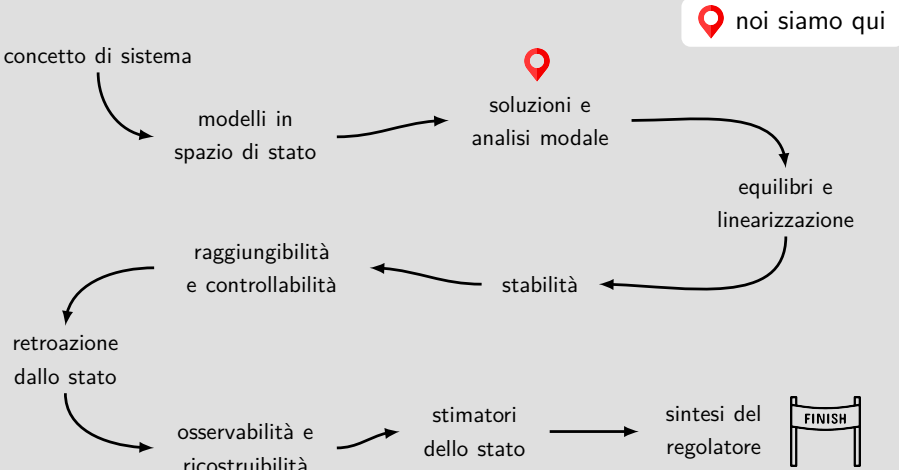 noi siamo qui
concetto di sistema
modelli in
spazio di stato
soluzioni e
analisi modale
equilibri e
linearizzazione
stabilità
raggiungibilità
e controllabilità
retroazione
dallo stato
osservabilità e
ricostruibilità
stimatori
dello stato
sintesi del
regolatore
FINISH